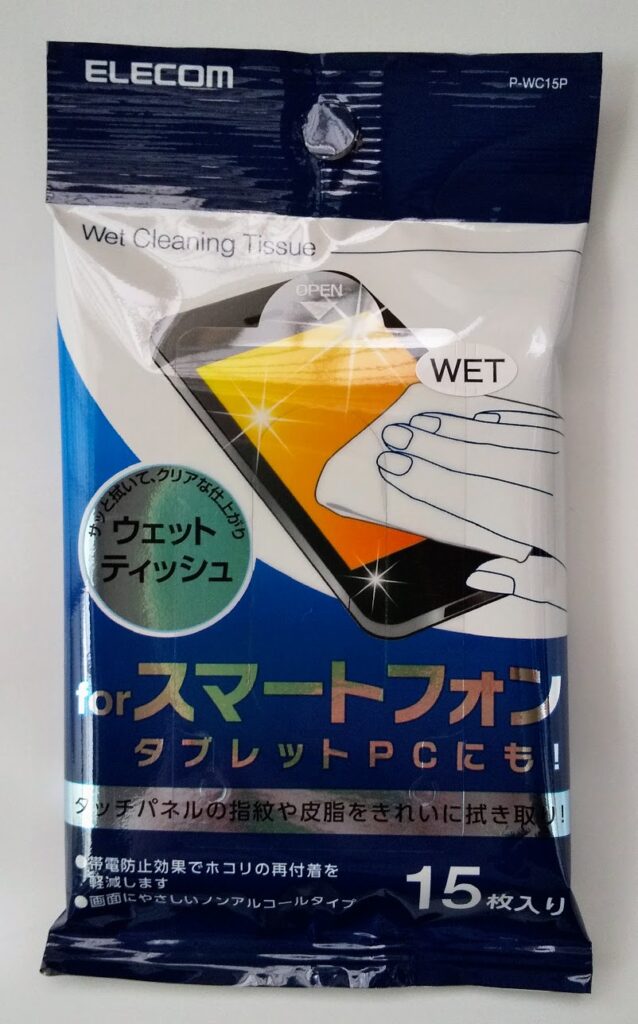 ELECOM
P-WC15P
Wet Cleaning Tissue
OPEN
WET
サッと拭いて、クリアな仕上がり
ウェット
ティッシュ
forスマートフォン
タブレットPCにも!
タッチパネルの指紋や皮脂をきれいに拭き取り!
●帯電防止効果でホコリの再付着を
軽減します
●画面にやさしいノンアルコールタイプ
15枚入り